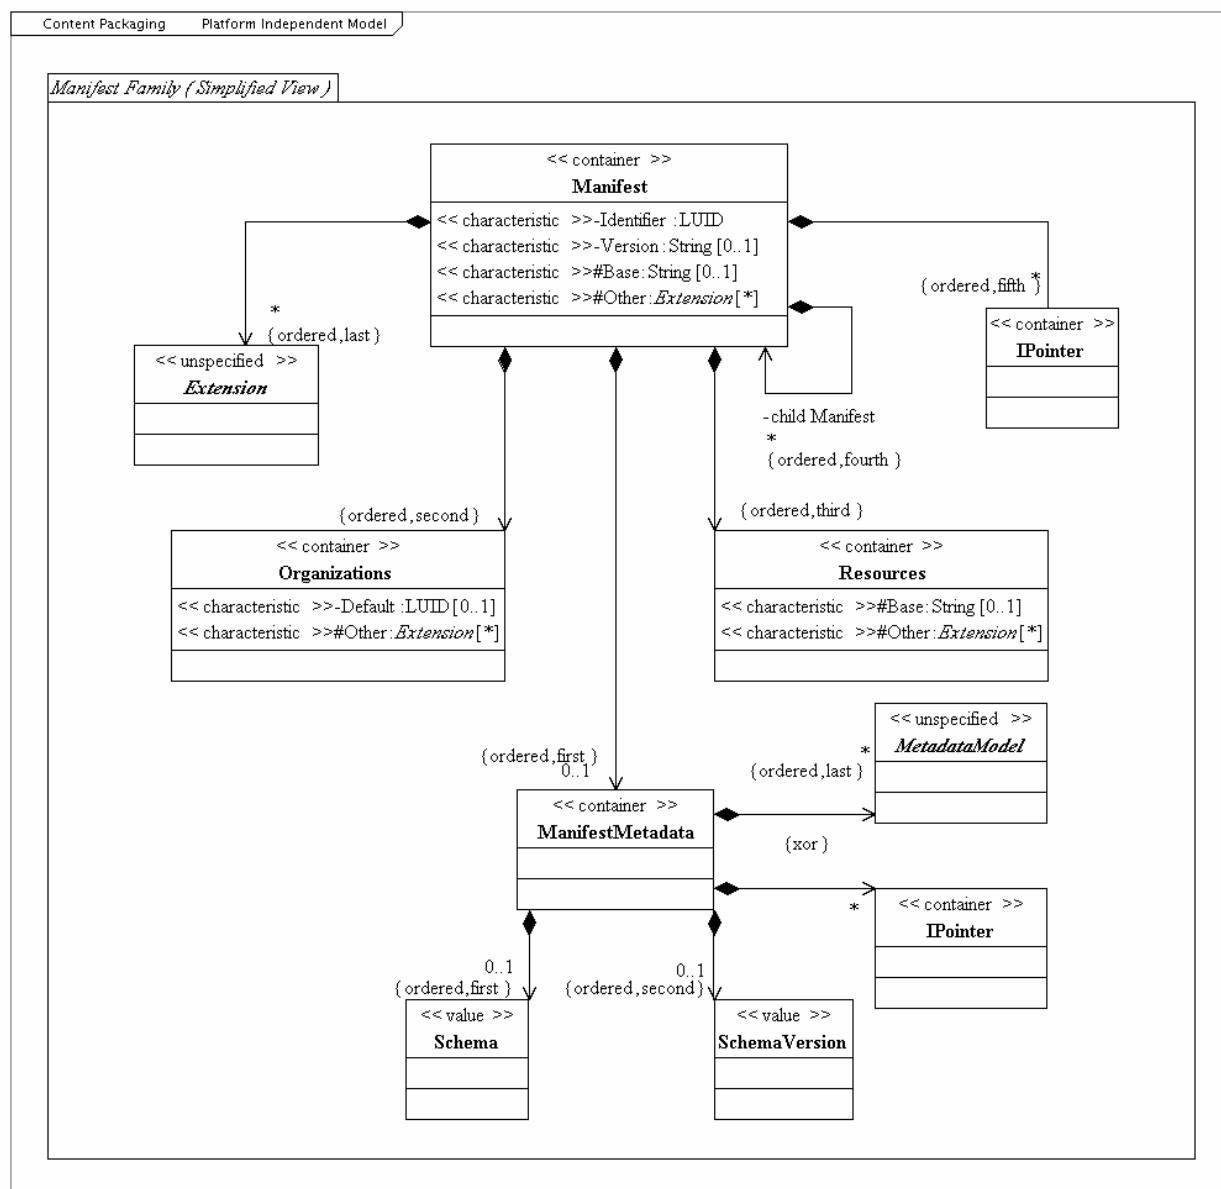 Content Packaging Platform Independent Model
Manifest Family ( Simplified View )
<< container >>
Manifest
<< characteristic >>-Identifier : LUID
<< characteristic >>-Version : String [0..1]
<< characteristic >>#Base : String [0..1]
<< characteristic >>#Other : Extension [*]
*
{ordered,last }
<< unspecified >>
Extension
*
{ordered,fifth }
<< container >>
IPointer
-child Manifest
*
{ordered,fourth }
{ordered,second }
<< container >>
Organizations
<< characteristic >>-Default : LUID [0..1]
<< characteristic >>#Other : Extension [*]
{ordered,third }
<< container >>
Resources
<< characteristic >>#Base : String [0..1]
<< characteristic >>#Other : Extension [*]
{ordered,first }
0..1
<< container >>
ManifestMetadata
*
{ordered,last }
<< unspecified >>
MetadataModel
{xor }
*
<< container >>
IPointer
0..1
{ordered,first }
<< value >>
Schema
0..1
{ordered,second }
<< value >>
SchemaVersion